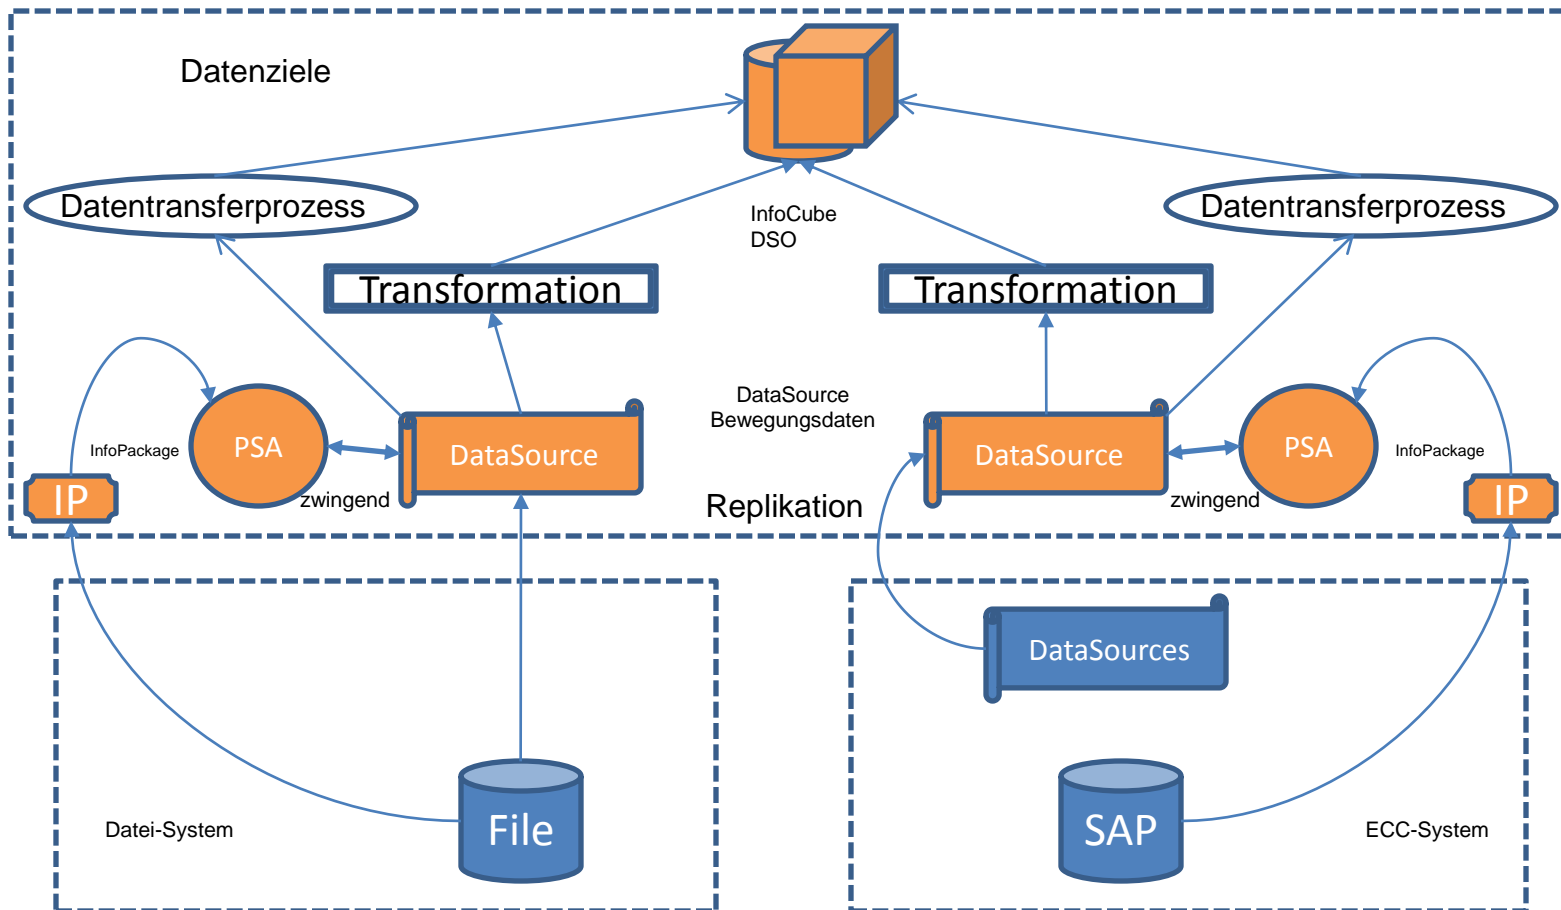 Datenziele
Datentransferprozess
Datentransferprozess
InfoCube
DSO
Transformation
Transformation
DataSource
Bewegungsdaten
InfoPackage
PSA
DataSource
DataSource
PSA
InfoPackage
IP
zwingend
Replikation
zwingend
IP
DataSources
Datei-System
File
SAP
ECC-System